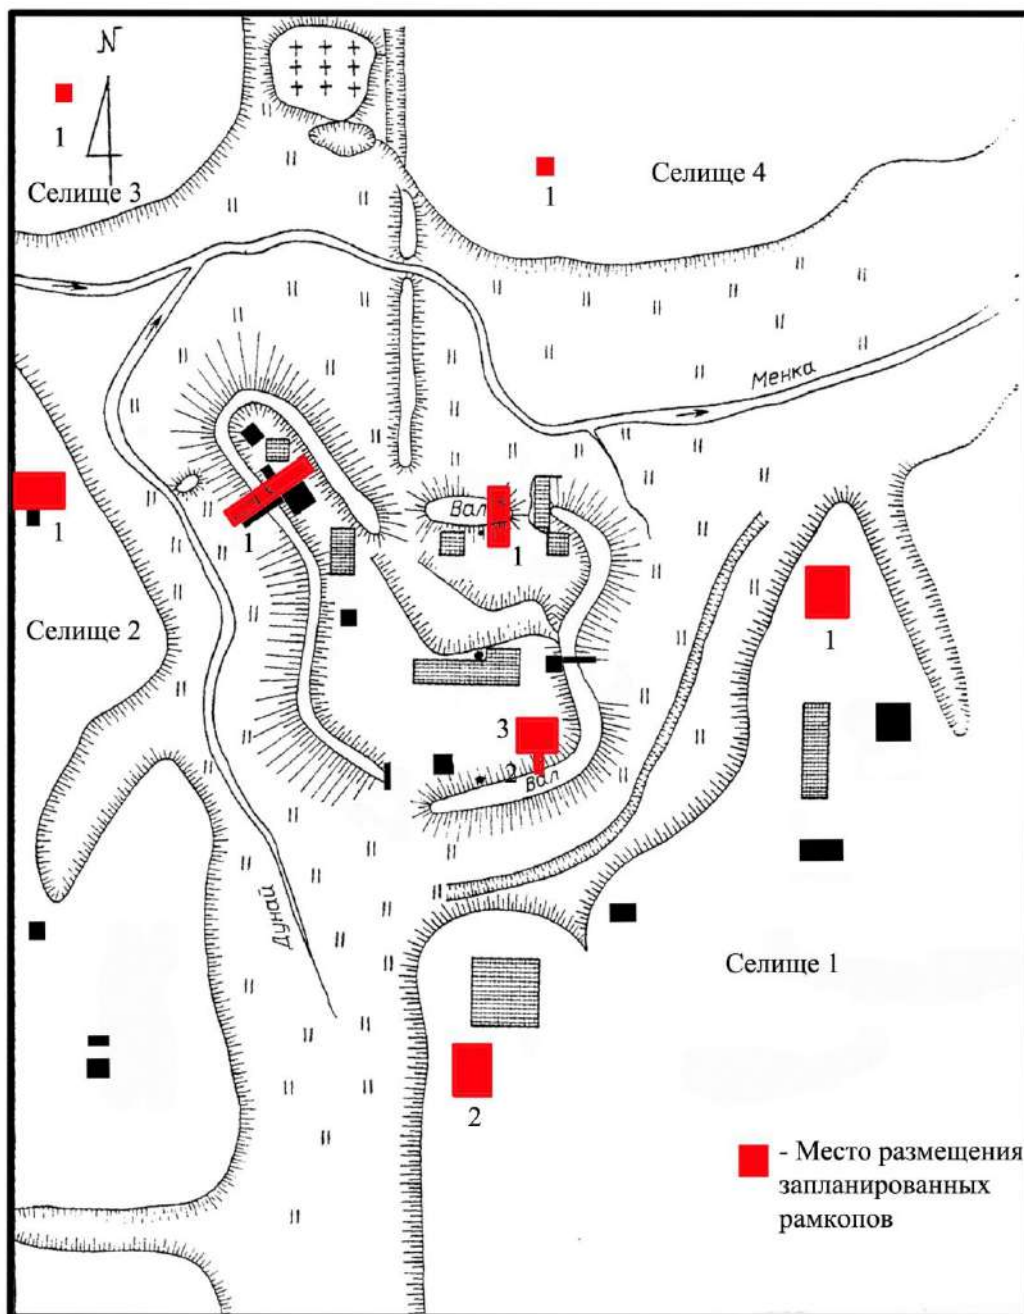 N
1
Селище 3
1
Селище 4
Менка
Вал
1
1
1
Селище 2
1
3
2
Вал
Дунай
Селище 1
2
- Место размещения
запланированных
рамкопов